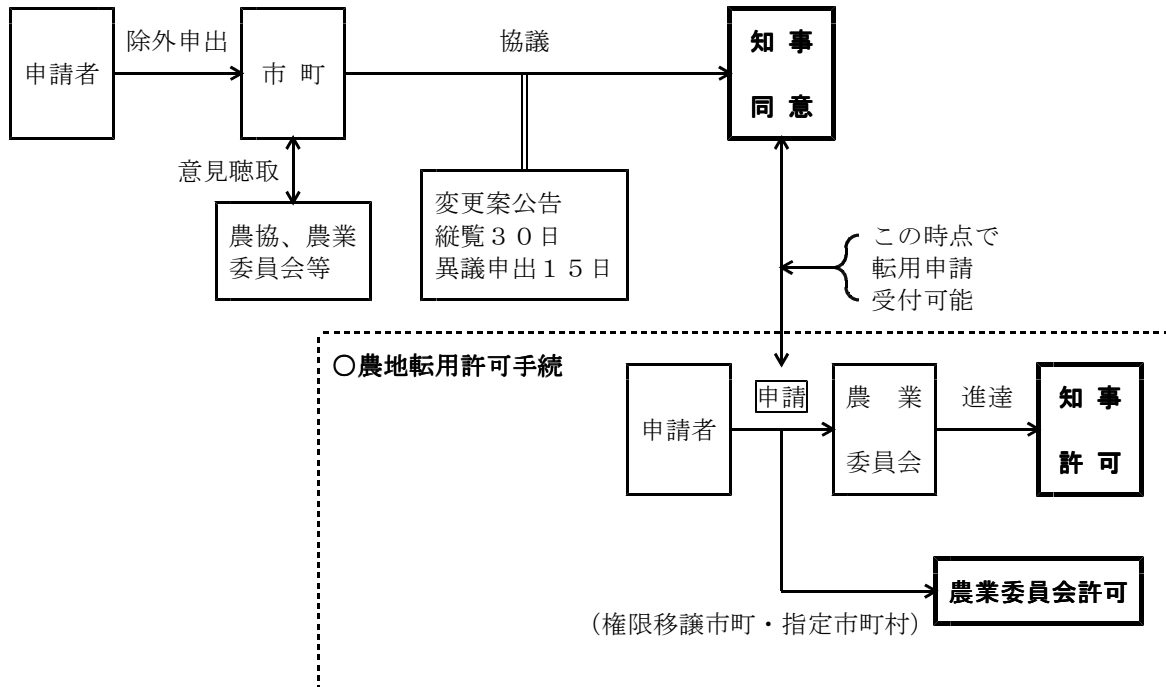 除外申出
協議
申請者
市 町
知 事
同 意
意見聴取
農協、農業
委員会等
変更案公告
縦覧３０日
異議申出１５日
この時点で
転用申請
受付可能
○農地転用許可手続
申請者
申請
農 業
委員会
進達
知 事
許 可
農業委員会許可
（権限移譲市町・指定市町村）